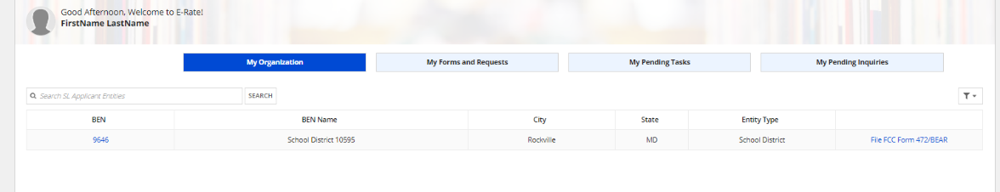 Good Afternoon, Welcome to E-Rate!
FirstName LastName
My Organization
My Forms and Requests
My Pending Tasks
My Pending Inquiries
Search SL Applicant Entities
SEARCH
BEN BEN Name City State Entity Type
9646 School District 10595 Rockville MD School District File FCC Form 472/BEAR